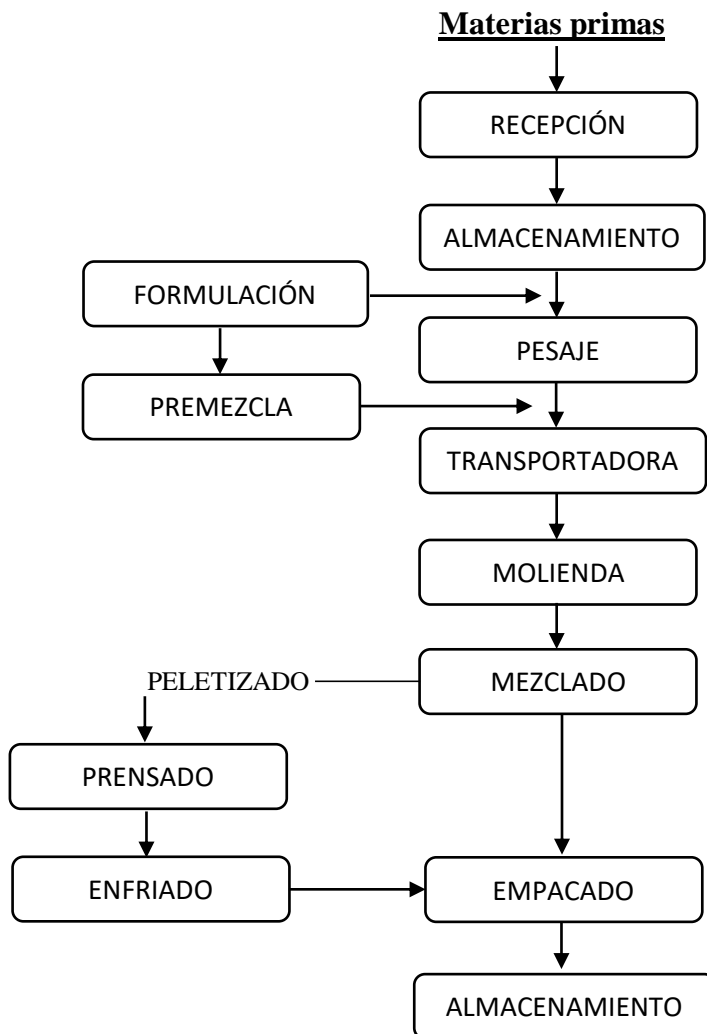 Materias primas
RECEPCIÓN
ALMACENAMIENTO
FORMULACIÓN
PESAJE
PREMEZCLA
TRANSPORTADORA
MOLIENDA
PELETIZADO
MEZCLADO
PRENSADO
ENFRIADO
EMPACADO
ALMACENAMIENTO